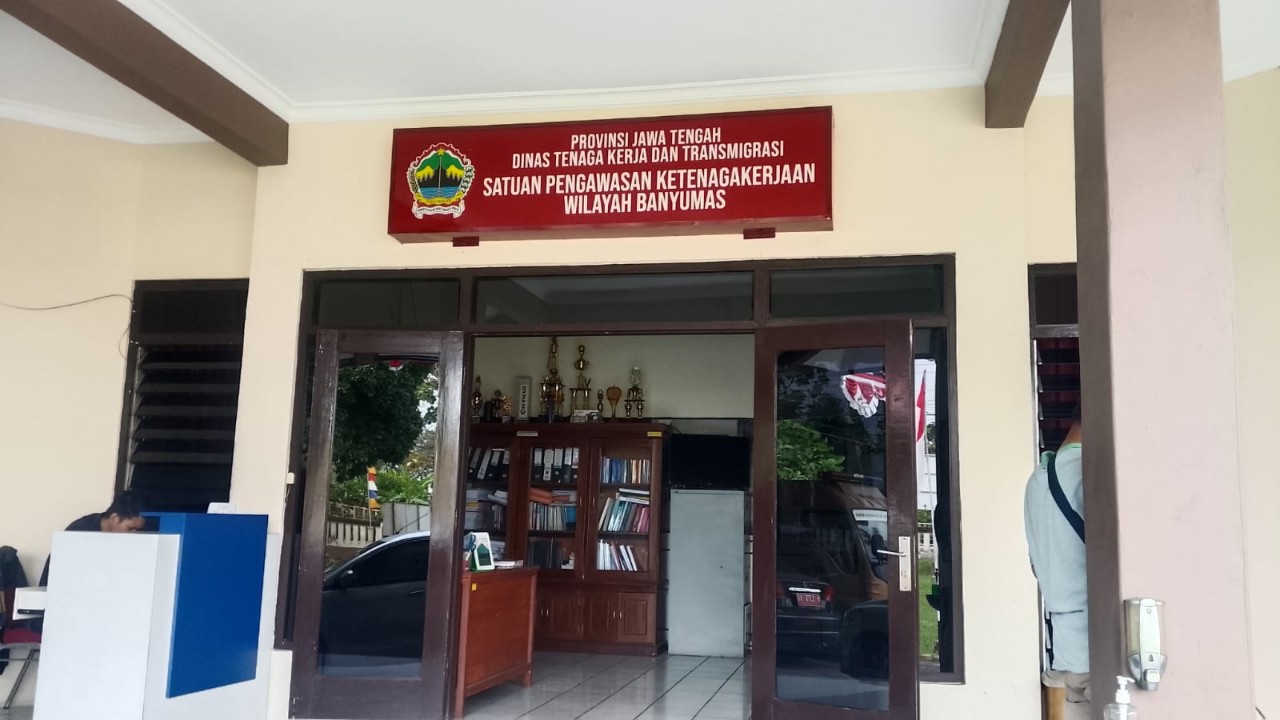 PROVINSI JAWA TENGAH
DINAS TENAGA KERJA DAN TRANSMIGRASI
SATUAN PENGAWASAN KETENAGAKERJAAN
WILAYAH BANYUMAS